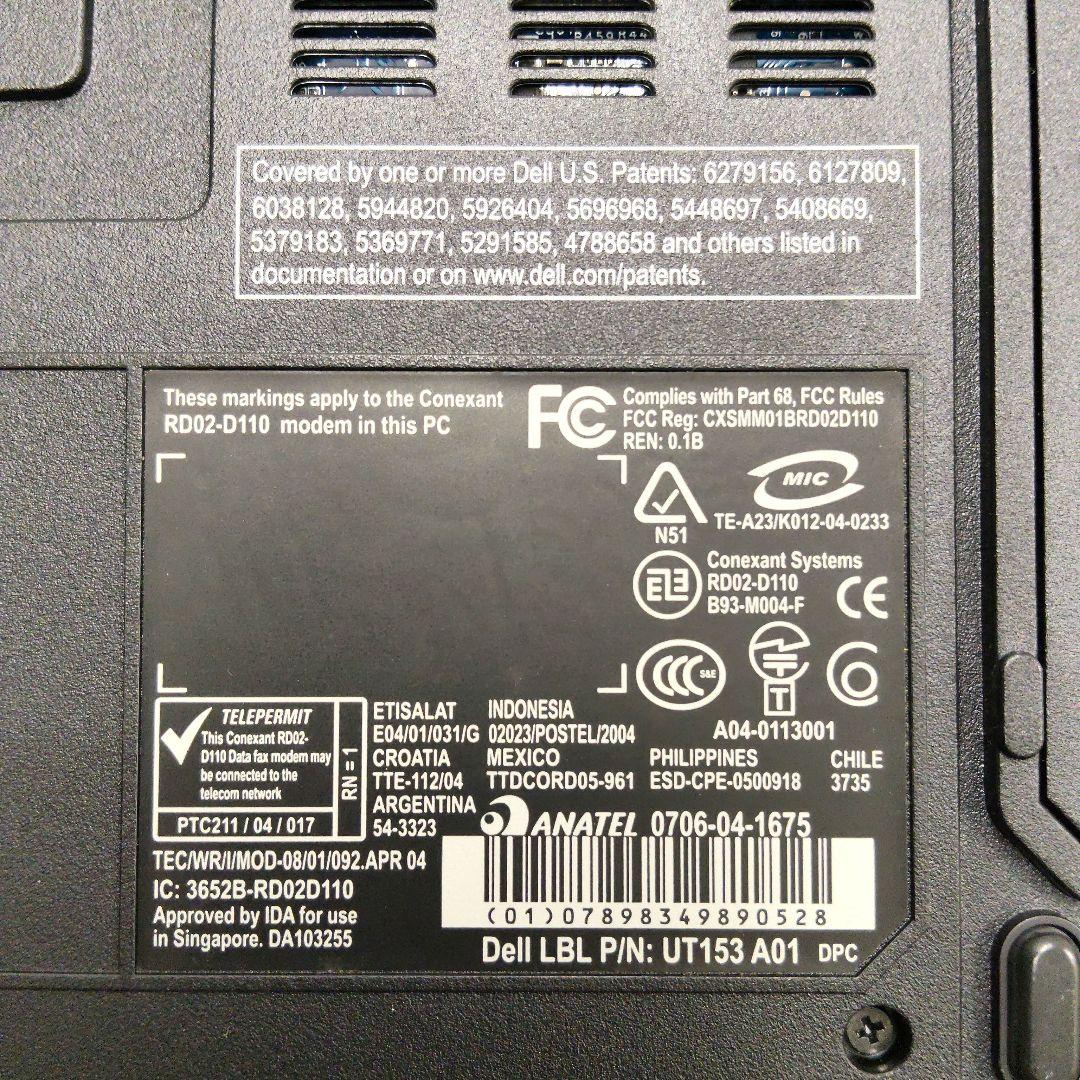 Covered by one or more Dell U.S. Patents: 6279156, 6127809,
6038128, 5944820, 5926404, 5696968, 5448697, 5408669,
5379183, 5369771, 5291585, 4788658 and others listed in
documentation or on www.dell.com/patents.
These markings apply to the Conexant
RD02-D110 modem in this PC
FC
Complies with Part 68, FCC Rules
FCC Reg: CXSMM01BRD02D110
REN: 0.1B
N51
MIC
TE-A23/K012-04-0233
Conexant Systems
RD02-D110
B93-M004-F
CE
CCC S&E
T
A04-0113001
TELEPERMIT
This Conexant RD02-
D110 Data fax modem may
be connected to the
telecom network
RN = 1
PTC211 / 04 / 017
ETISALAT
E04/01/031/G
CROATIA
TTE-112/04
ARGENTINA
54-3323
INDONESIA
02023/POSTEL/2004
MEXICO
TTDCORD05-961
PHILIPPINES
ESD-CPE-0500918
CHILE
3735
ANATEL 0706-04-1675
(01)07898349890528
TEC/WR/I/MOD-08/01/092.APR 04
IC: 3652B-RD02D110
Approved by IDA for use
in Singapore. DA103255
Dell LBL P/N: UT153 A01 DPC